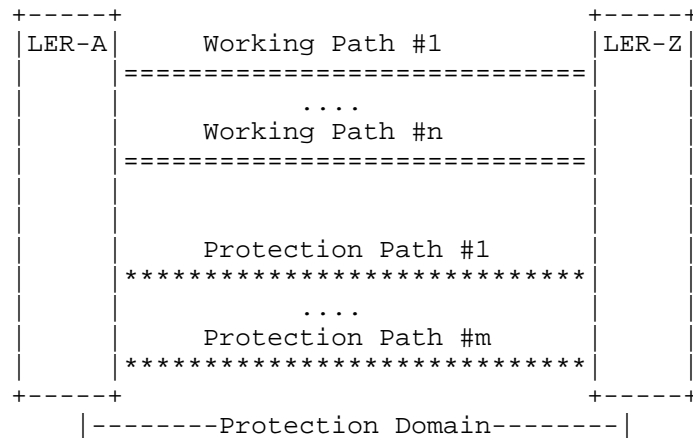 +-----+                             +-----+
|LER-A|     Working Path #1         |LER-Z|
|     |=============================|     |
|     |           ....              |     |
|     |     Working Path #n         |     |
|     |=============================|     |
|     |                             |     |
|     |                             |     |
|     |     Protection Path #1      |     |
|     |*****************************|     |
|     |           ....              |     |
|     |     Protection Path #m      |     |
|     |*****************************|     |
+-----+                             +-----+
    |--------Protection Domain--------|